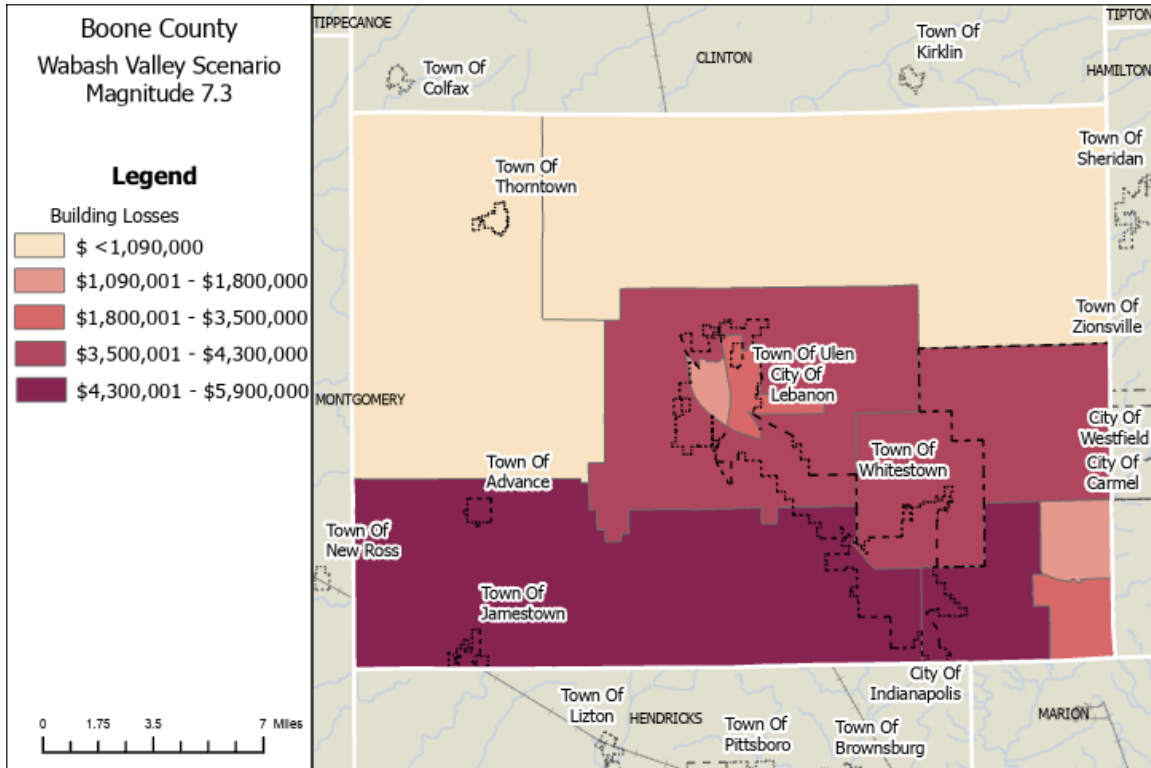 Boone County
Wabash Valley Scenario
Magnitude 7.3
Legend
Building Losses
$ <1,090,000
$1,090,001 - $1,800,000
$1,800,001 - $3,500,000
$3,500,001 - $4,300,000
$4,300,001 - $5,900,000
0 1.75 3.5 7 Miles
TIPPECANOE
TIPTON
CLINTON
Town Of
Kirklin
HAMILTON
Town Of
Colfax
Town Of
Sheridan
Town Of
Thorntown
Town Of
Zionsville
Town Of Ulen
City Of
Lebanon
MONTGOMERY
City Of
Westfield
City Of
Carmel
Town Of
Whitestown
Town Of
Advance
Town Of
New Ross
Town Of
Jamestown
City Of
Indianapolis
Town Of
Lizton
HENDRICKS
MARION
Town Of
Pittsboro
Town Of
Brownsburg